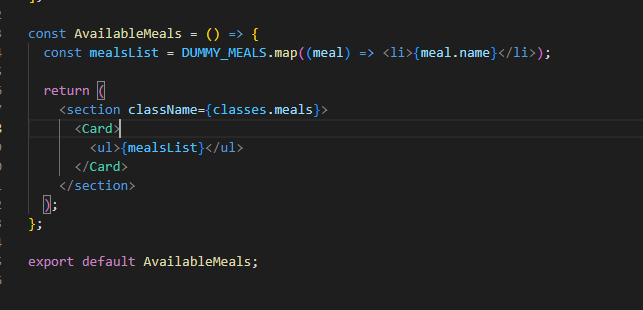 const AvailableMeals = () => {
const mealsList = DUMMY_MEALS.map((meal) => <li>{meal.name}</li>);
return (
<section className={classes.meals}>
<Card>
<ul>{mealsList}</ul>
</Card>
</section>
);
};
export default AvailableMeals;